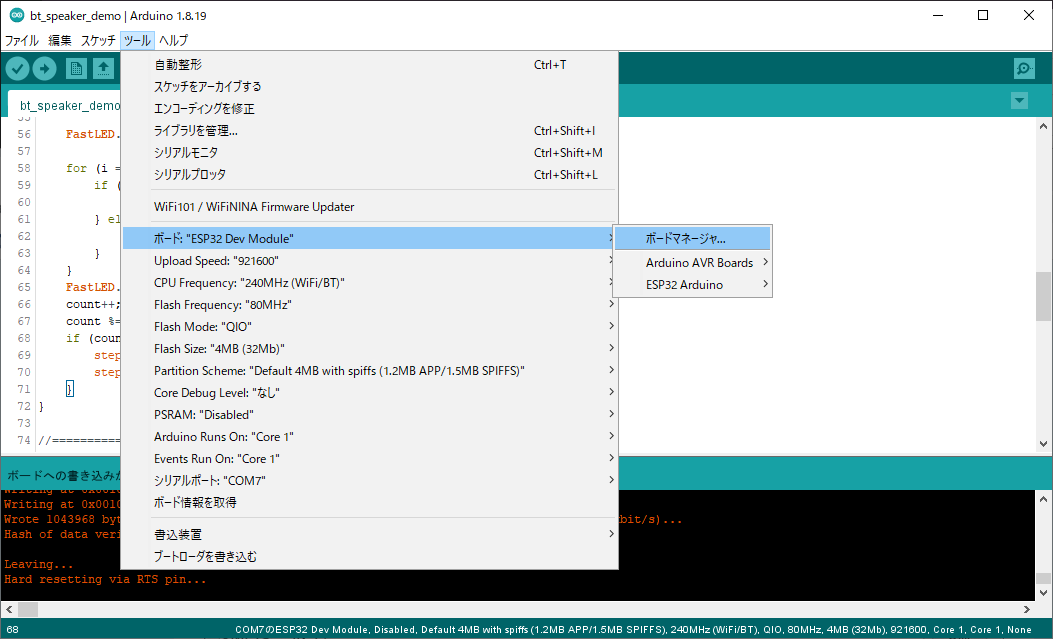 bt_speaker_demo | Arduino 1.8.19
ファイル 編集 スケッチ ツール ヘルプ
bt_speaker_demo
自動整形 Ctrl+T
スケッチをアーカイブする
エンコーディングを修正
ライブラリを管理... Ctrl+Shift+I
シリアルモニタ Ctrl+Shift+M
シリアルプロッタ Ctrl+Shift+L
WiFi101 / WiFiNINA Firmware Updater
ボード: "ESP32 Dev Module"
Upload Speed: "921600"
CPU Frequency: "240MHz (WiFi/BT)"
Flash Frequency: "80MHz"
Flash Mode: "QIO"
Flash Size: "4MB (32Mb)"
Partition Scheme: "Default 4MB with spiffs (1.2MB APP/1.5MB SPIFFS)"
Core Debug Level: "なし"
PSRAM: "Disabled"
Arduino Runs On: "Core 1"
Events Run On: "Core 1"
シリアルポート: "COM7"
ボード情報を取得
書込装置
ブートローダを書き込む
ボードマネージャ...
Arduino AVR Boards
ESP32 Arduino
55
56 FastLED.
57
58 for (i =
59 if (
60
61 } el
62
63 }
64 }
65 FastLED.
66 count++;
67 count %=
68 if (coun
69 step
70 step
71 }
72 }
73
74 //===========
ボードへの書き込みが
Writing at 0x0010
Writing at 0x0010
Wrote 1043968 byt bit/s)...
Hash of data veri
Leaving...
Hard resetting via RTS pin...
68 COM7のESP32 Dev Module, Disabled, Default 4MB with spiffs (1.2MB APP/1.5MB SPIFFS), 240MHz (WiFi/BT), QIO, 80MHz, 4MB (32Mb), 921600, Core 1, Core 1, None